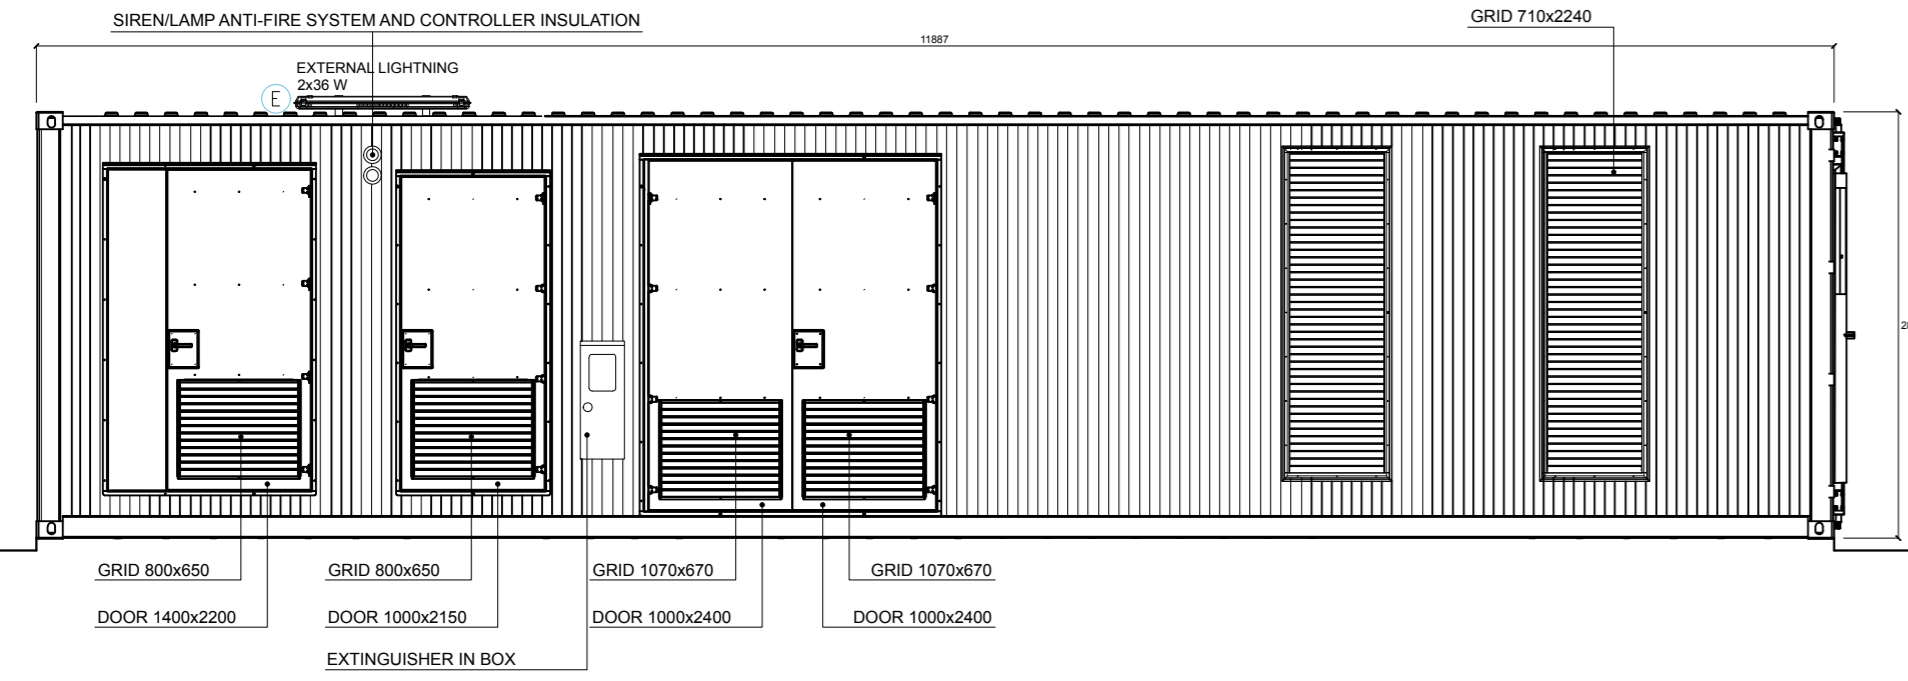 SIREN/LAMP ANTI-FIRE SYSTEM AND CONTROLLER INSULATION
GRID 710x2240
11887
EXTERNAL LIGHTNING
2x36 W
E
GRID 800x650
GRID 800x650
GRID 1070x670
GRID 1070x670
DOOR 1400x2200
DOOR 1000x2150
DOOR 1000x2400
DOOR 1000x2400
EXTINGUISHER IN BOX